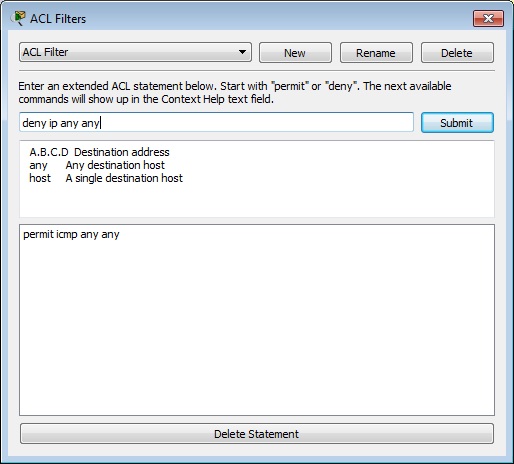 ACL Filters
ACL Filter
New
Rename
Delete
Enter an extended ACL statement below. Start with "permit" or "deny". The next available
commands will show up in the Context Help text field.
deny ip any any
Submit
A.B.C.D Destination address
any Any destination host
host A single destination host
permit icmp any any
Delete Statement